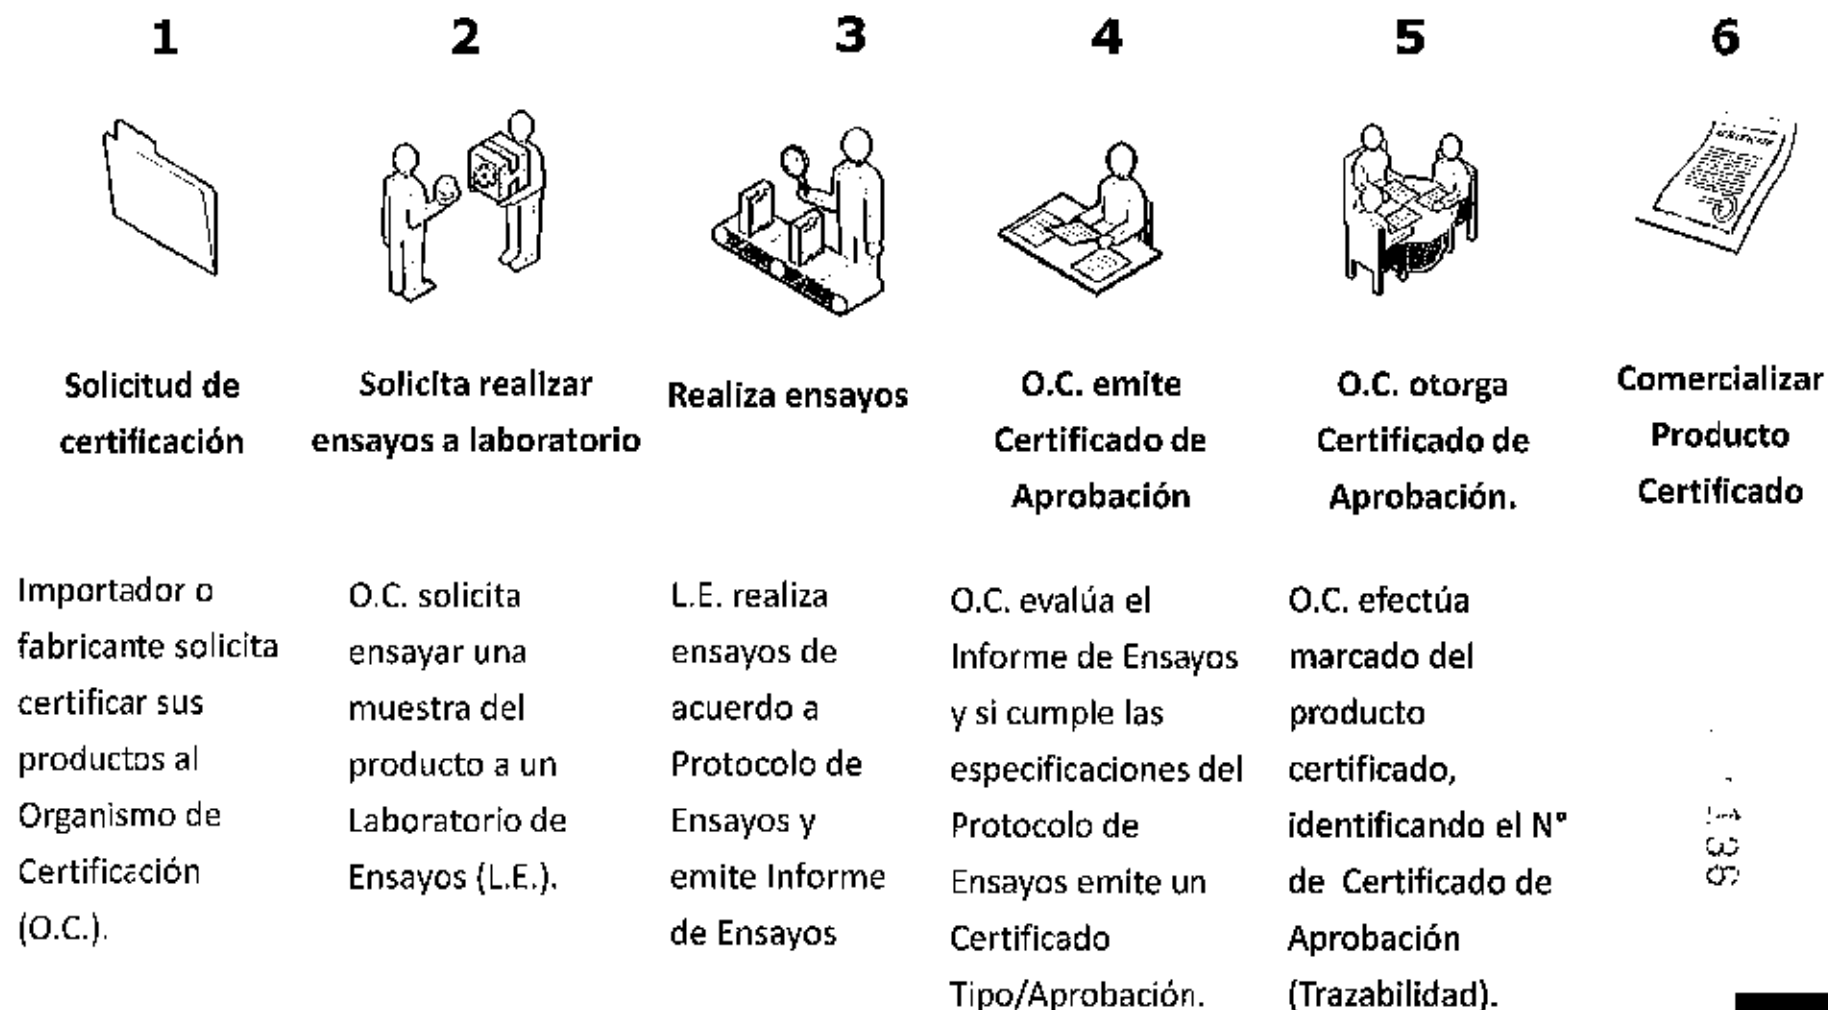 1
2
3
4
5
6
Solicitud de
certificación
Solicita realizar
ensayos a laboratorio
Realiza ensayos
O.C. emite
Certificado de
Aprobación
O.C. otorga
Certificado de
Aprobación.
Comercializar
Producto
Certificado
Importador o
fabricante solicita
certificar sus
productos al
Organismo de
Certificación
(O.C.).
O.C. solicita
ensayar una
muestra del
producto a un
Laboratorio de
Ensayos (L.E.).
L.E. realiza
ensayos de
acuerdo a
Protocolo de
Ensayos y
emite Informe
de Ensayos
O.C. evalúa el
Informe de Ensayos
y si cumple las
especificaciones del
Protocolo de
Ensayos emite un
Certificado
Tipo/Aprobación.
O.C. efectúa
marcado del
producto
certificado,
identificando el N°
de Certificado de
Aprobación
(Trazabilidad).